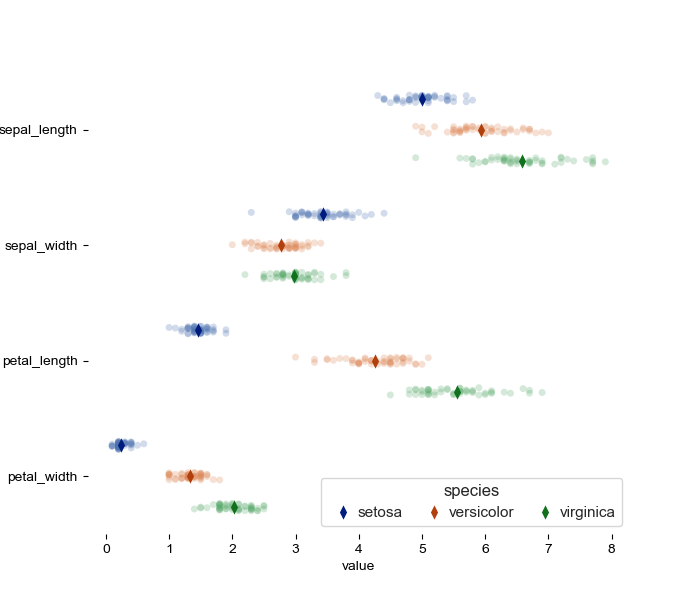 sepal_length
sepal_width
petal_length
petal_width
species
setosa versicolor virginica
0 1 2 3 4 5 6 7 8
value